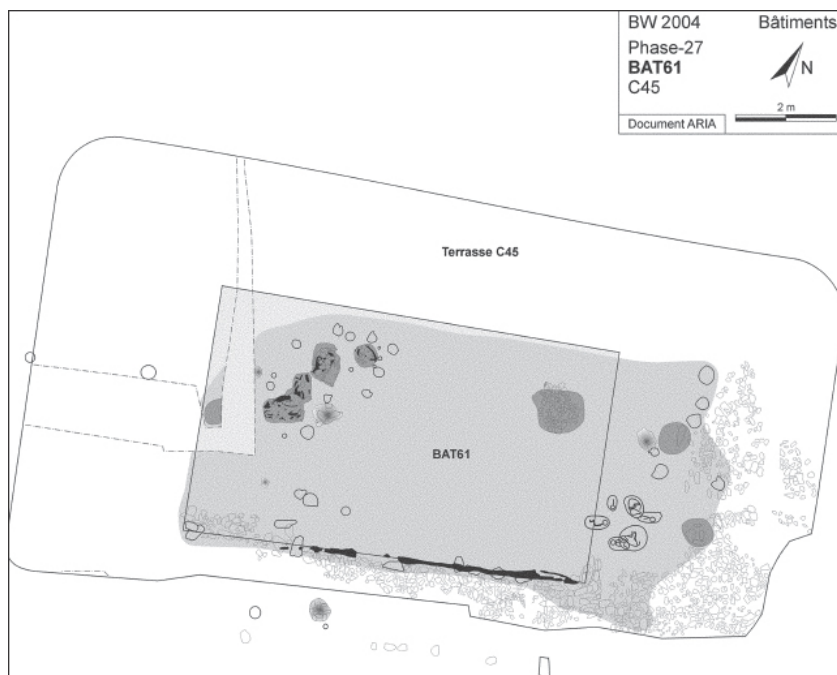 BW 2004 Bâtiments
Phase-27
BAT61
C45
N
2 m
Document ARIA
Terrasse C45
BAT61